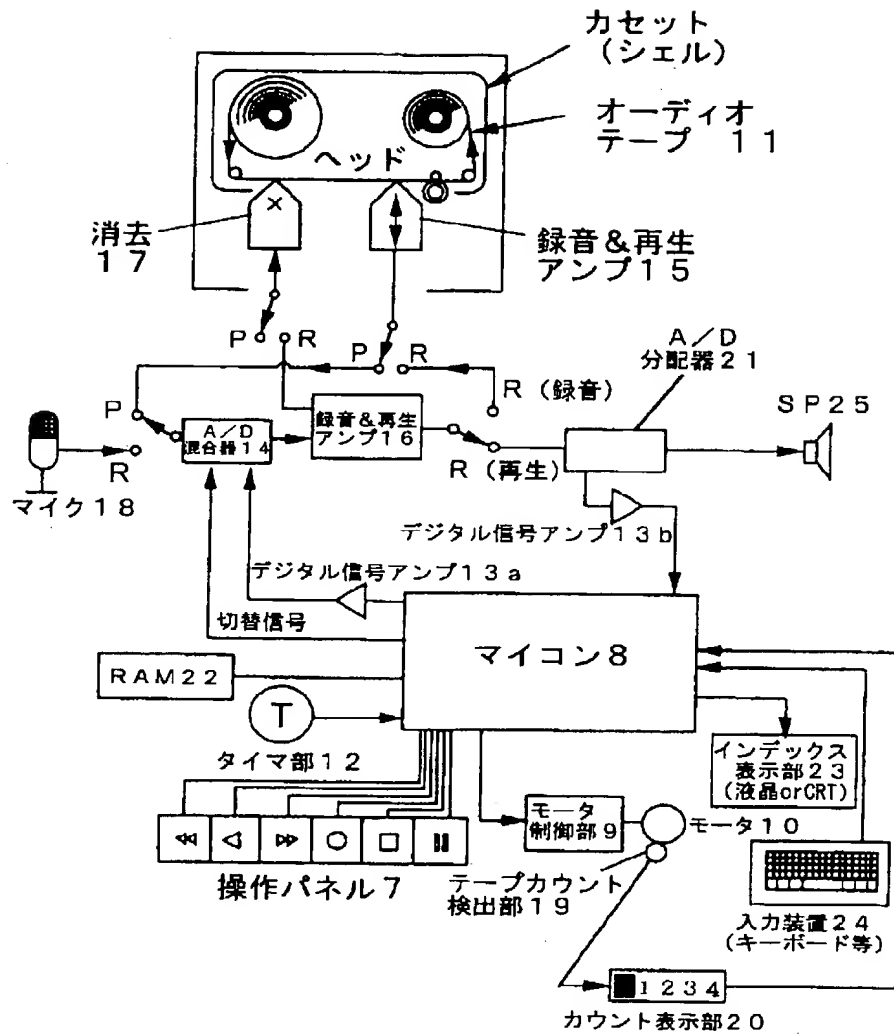 カセット
(シェル)
オーディオ
テープ 11
ヘッド
消去
17
録音&再生
アンプ15
P R
P R
A/D
分配器21
R (録音)
SP25
P
R
A/D
混合器14
録音&再生
アンプ16
R (再生)
マイク18
デジタル信号アンプ13b
デジタル信号アンプ13a
切替信号
マイコン8
RAM22
T
タイマ部12
インデックス
表示部23
(液晶orCRT)
モータ
制御部9
モータ10
操作パネル7
テープカウント
検出部19
入力装置24
(キーボード等)
1234
カウント表示部20